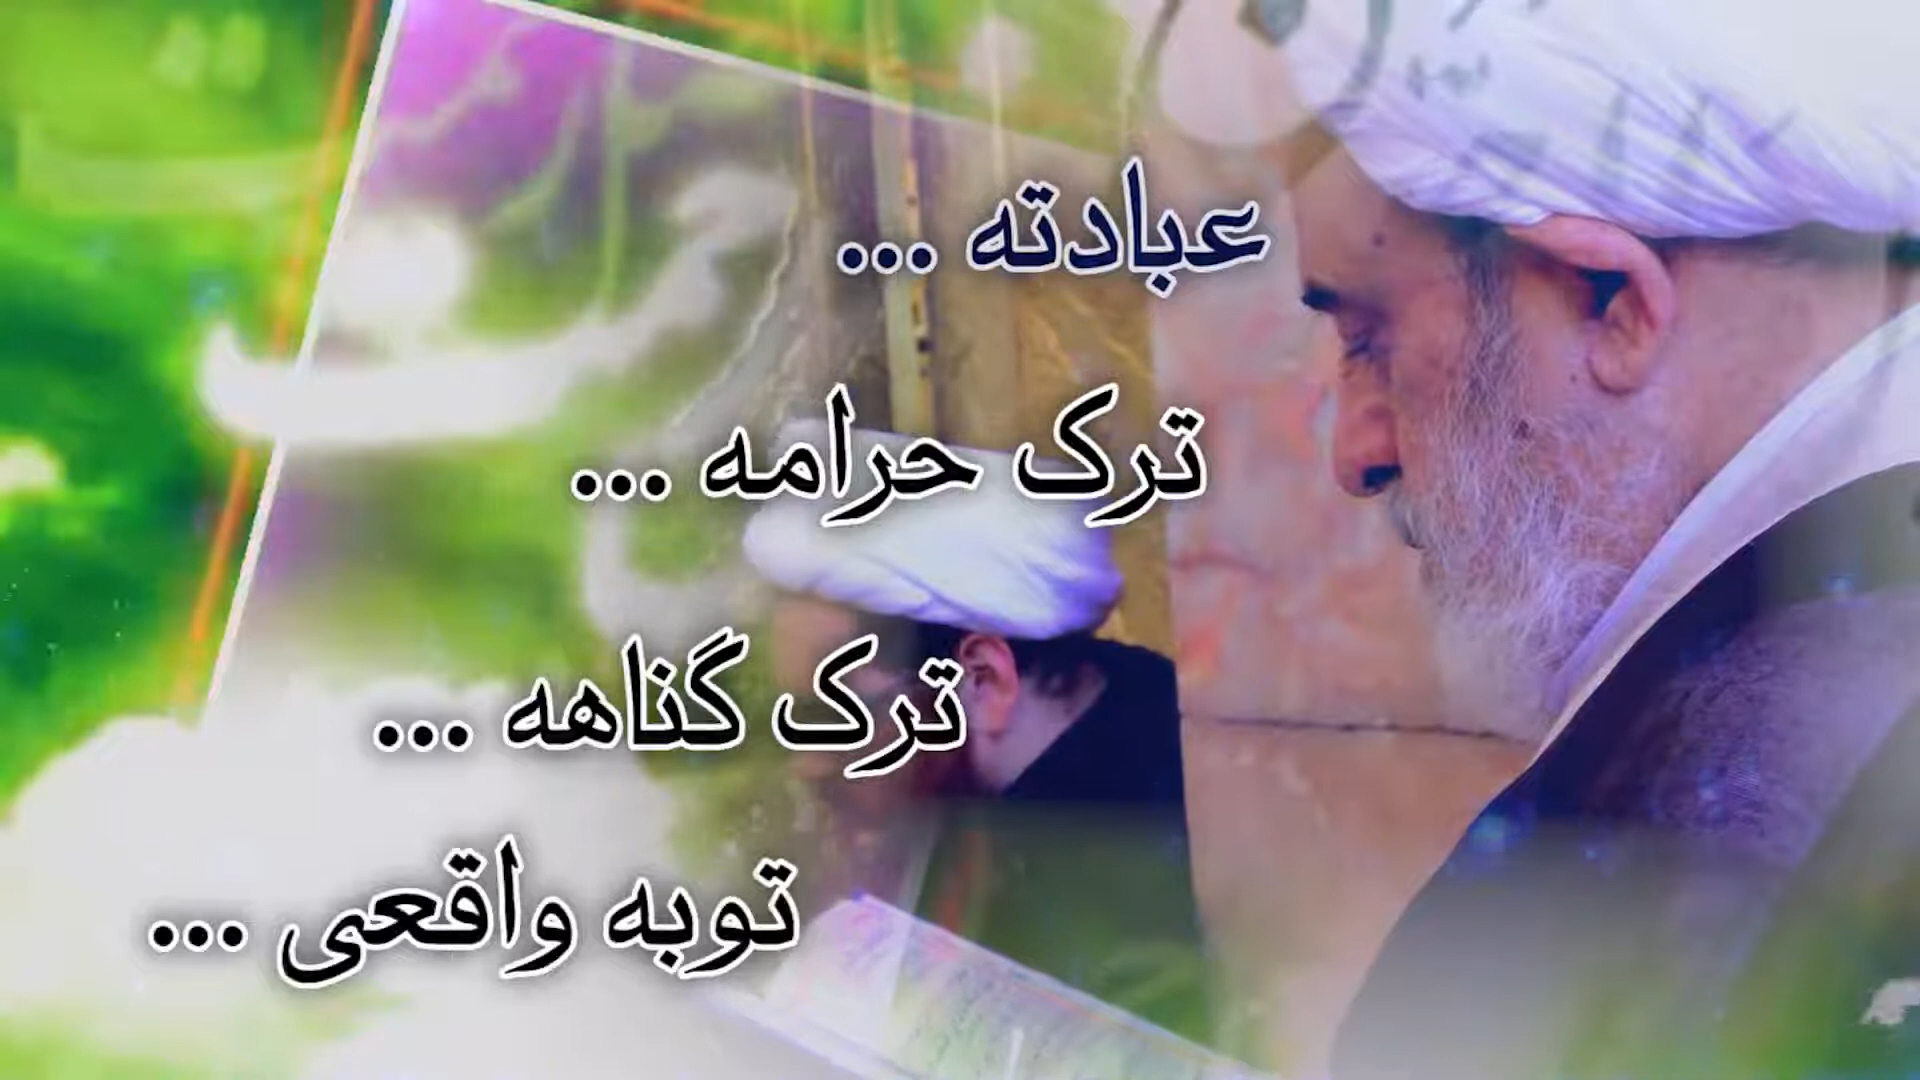 عبادته ...
ترک حرامه ...
ترک گناهه ...
توبه واقعی ...